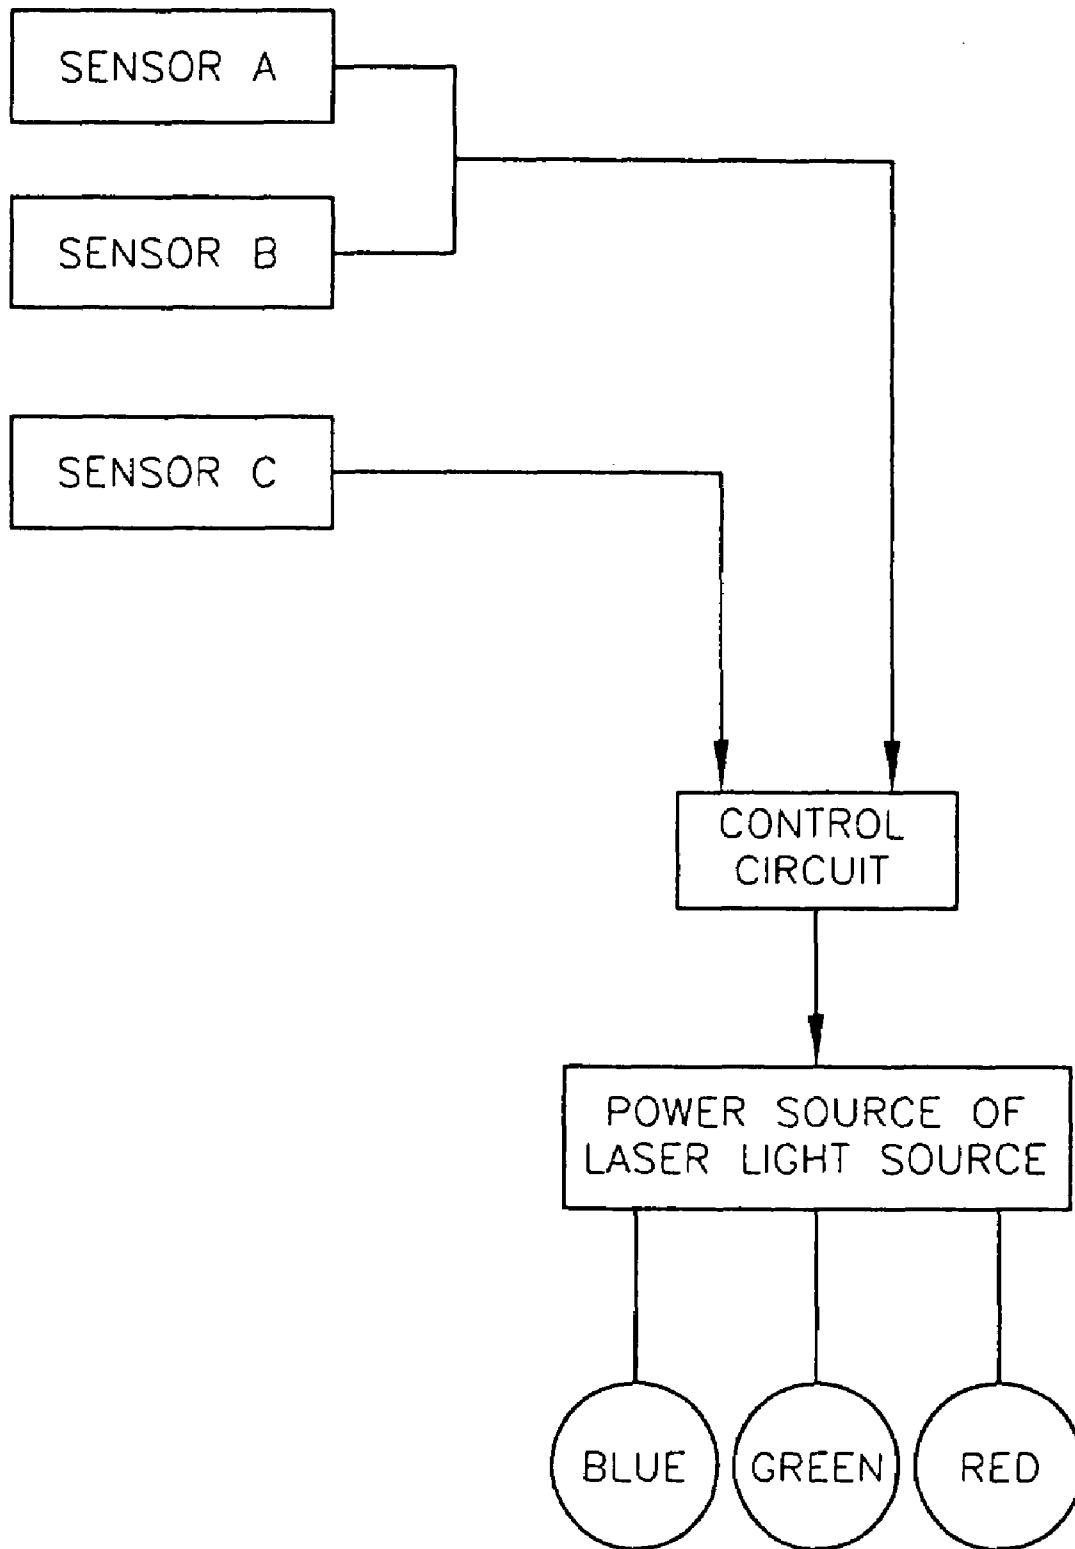 SENSOR A
SENSOR B
SENSOR C
CONTROL
CIRCUIT
POWER SOURCE OF
LASER LIGHT SOURCE
BLUE
GREEN
RED